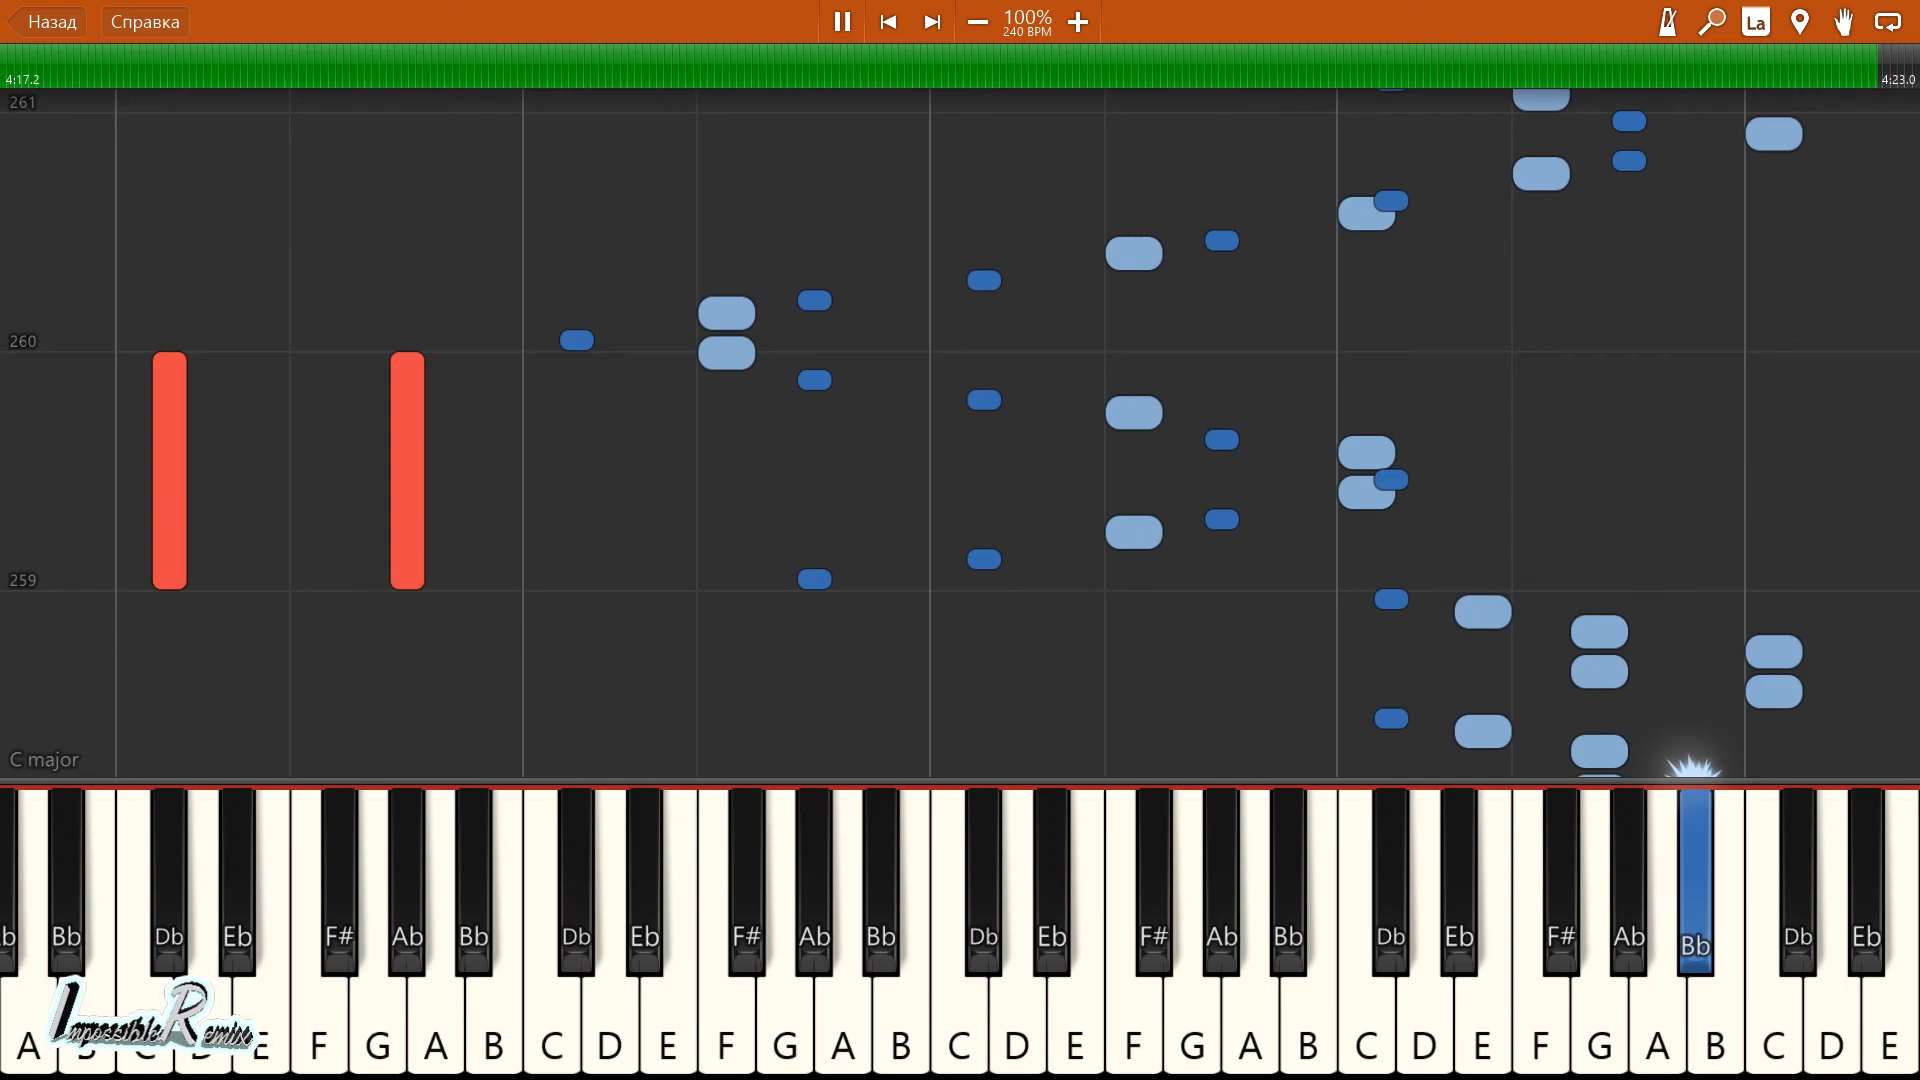 Назад Справка 100% La
240 BPM
4:17.2 4:23.0
261
260
259
C major
b Bb Db Eb F# Ab Bb Db Eb F# Ab Bb Db Eb F# Ab Bb Db Eb F# Ab Bb Db Eb
Impossible Remix
A B C D E F G A B C D E F G A B C D E F G A B C D E F G A B C D E